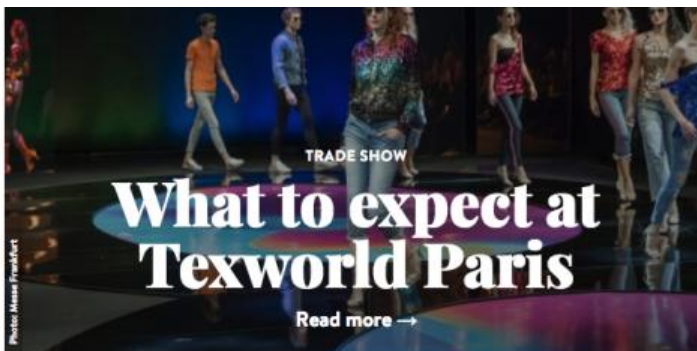 TRADE SHOW
What to expect at
Texworld Paris
Read more →
Photo: Messe Frankfurt